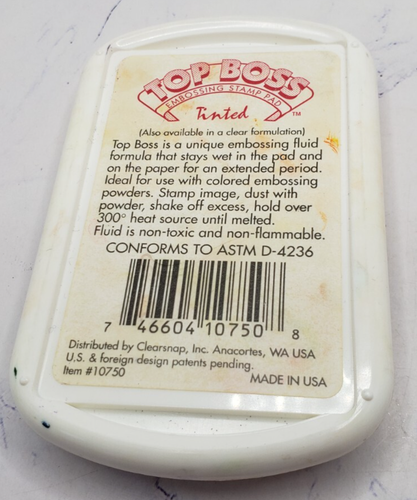 TOP BOSS
EMBOSSING STAMP PAD
Tinted ™
(Also available in a clear formulation)
Top Boss is a unique embossing fluid
formula that stays wet in the pad and
on the paper for an extended period.
Ideal for use with colored embossing
powders. Stamp image, dust with
powder, shake off excess, hold over
300° heat source until melted.
Fluid is non-toxic and non-flammable.
CONFORMS TO ASTM D-4236
7 46604 10750 8
Distributed by Clearsnap, Inc. Anacortes, WA USA
U.S. & foreign design patents pending.
Item #10750
MADE IN USA